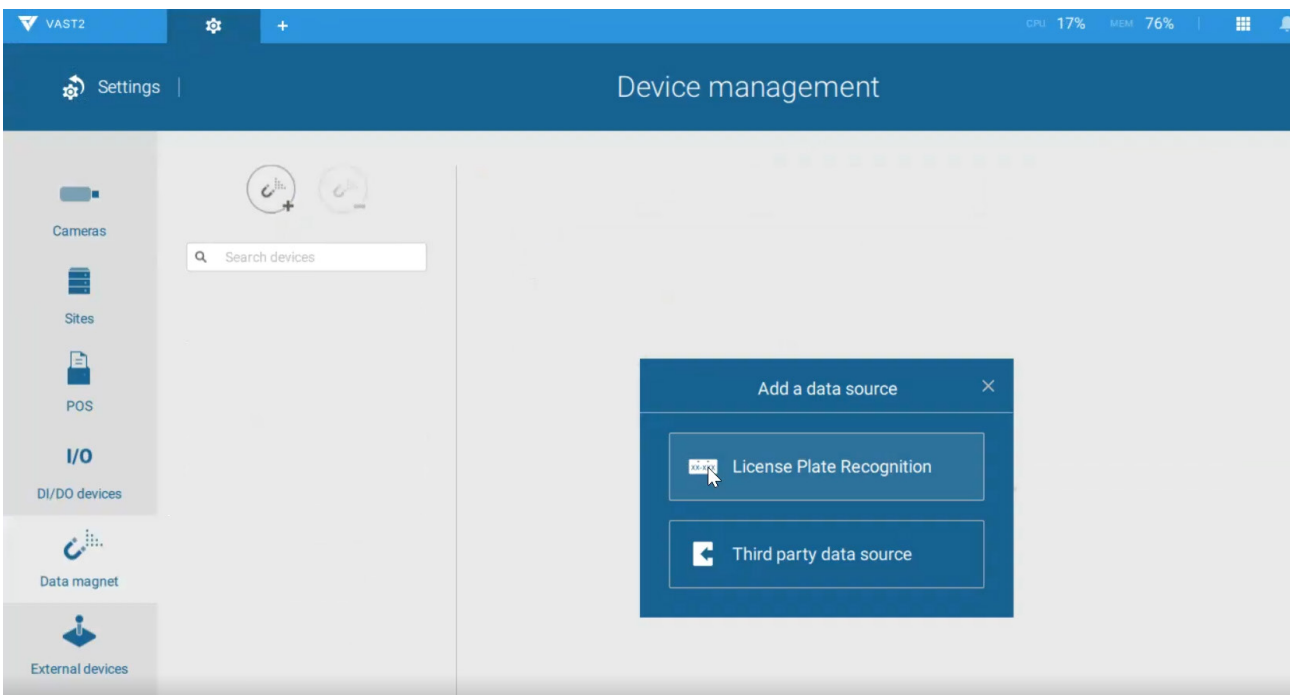 VAST2
+
CPU 17% MEM 76%
Settings
Device management
Cameras
Search devices
Sites
POS
I/O
DI/DO devices
Data magnet
External devices
Add a data source
License Plate Recognition
Third party data source